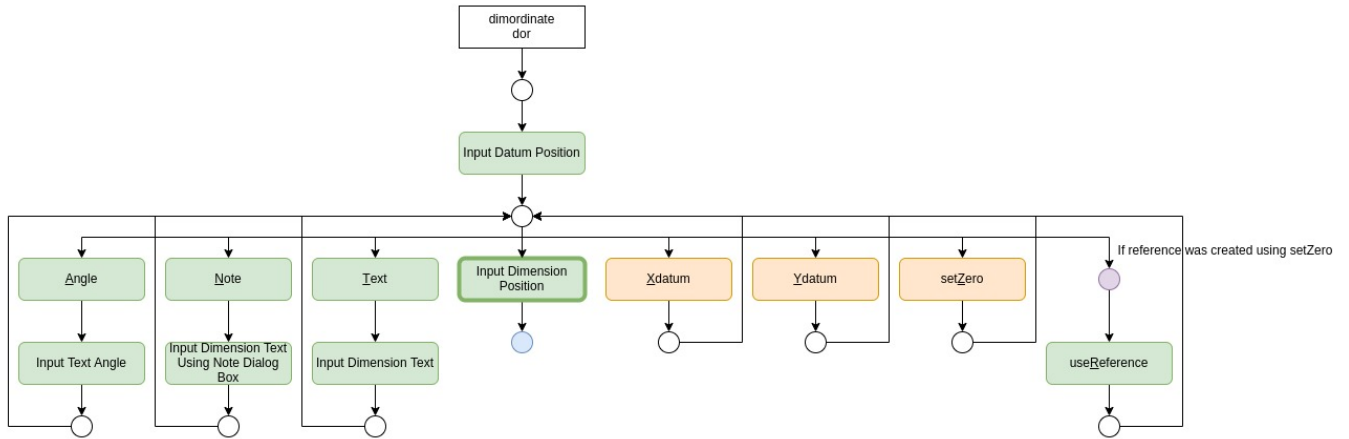 dimordinate
dor
Input Datum Position
If reference was created using setZero
Angle
Note
Text
Input Dimension
Position
Xdatum
Ydatum
setZero
Input Text Angle
Input Dimension Text
Using Note Dialog
Box
Input Dimension Text
useReference